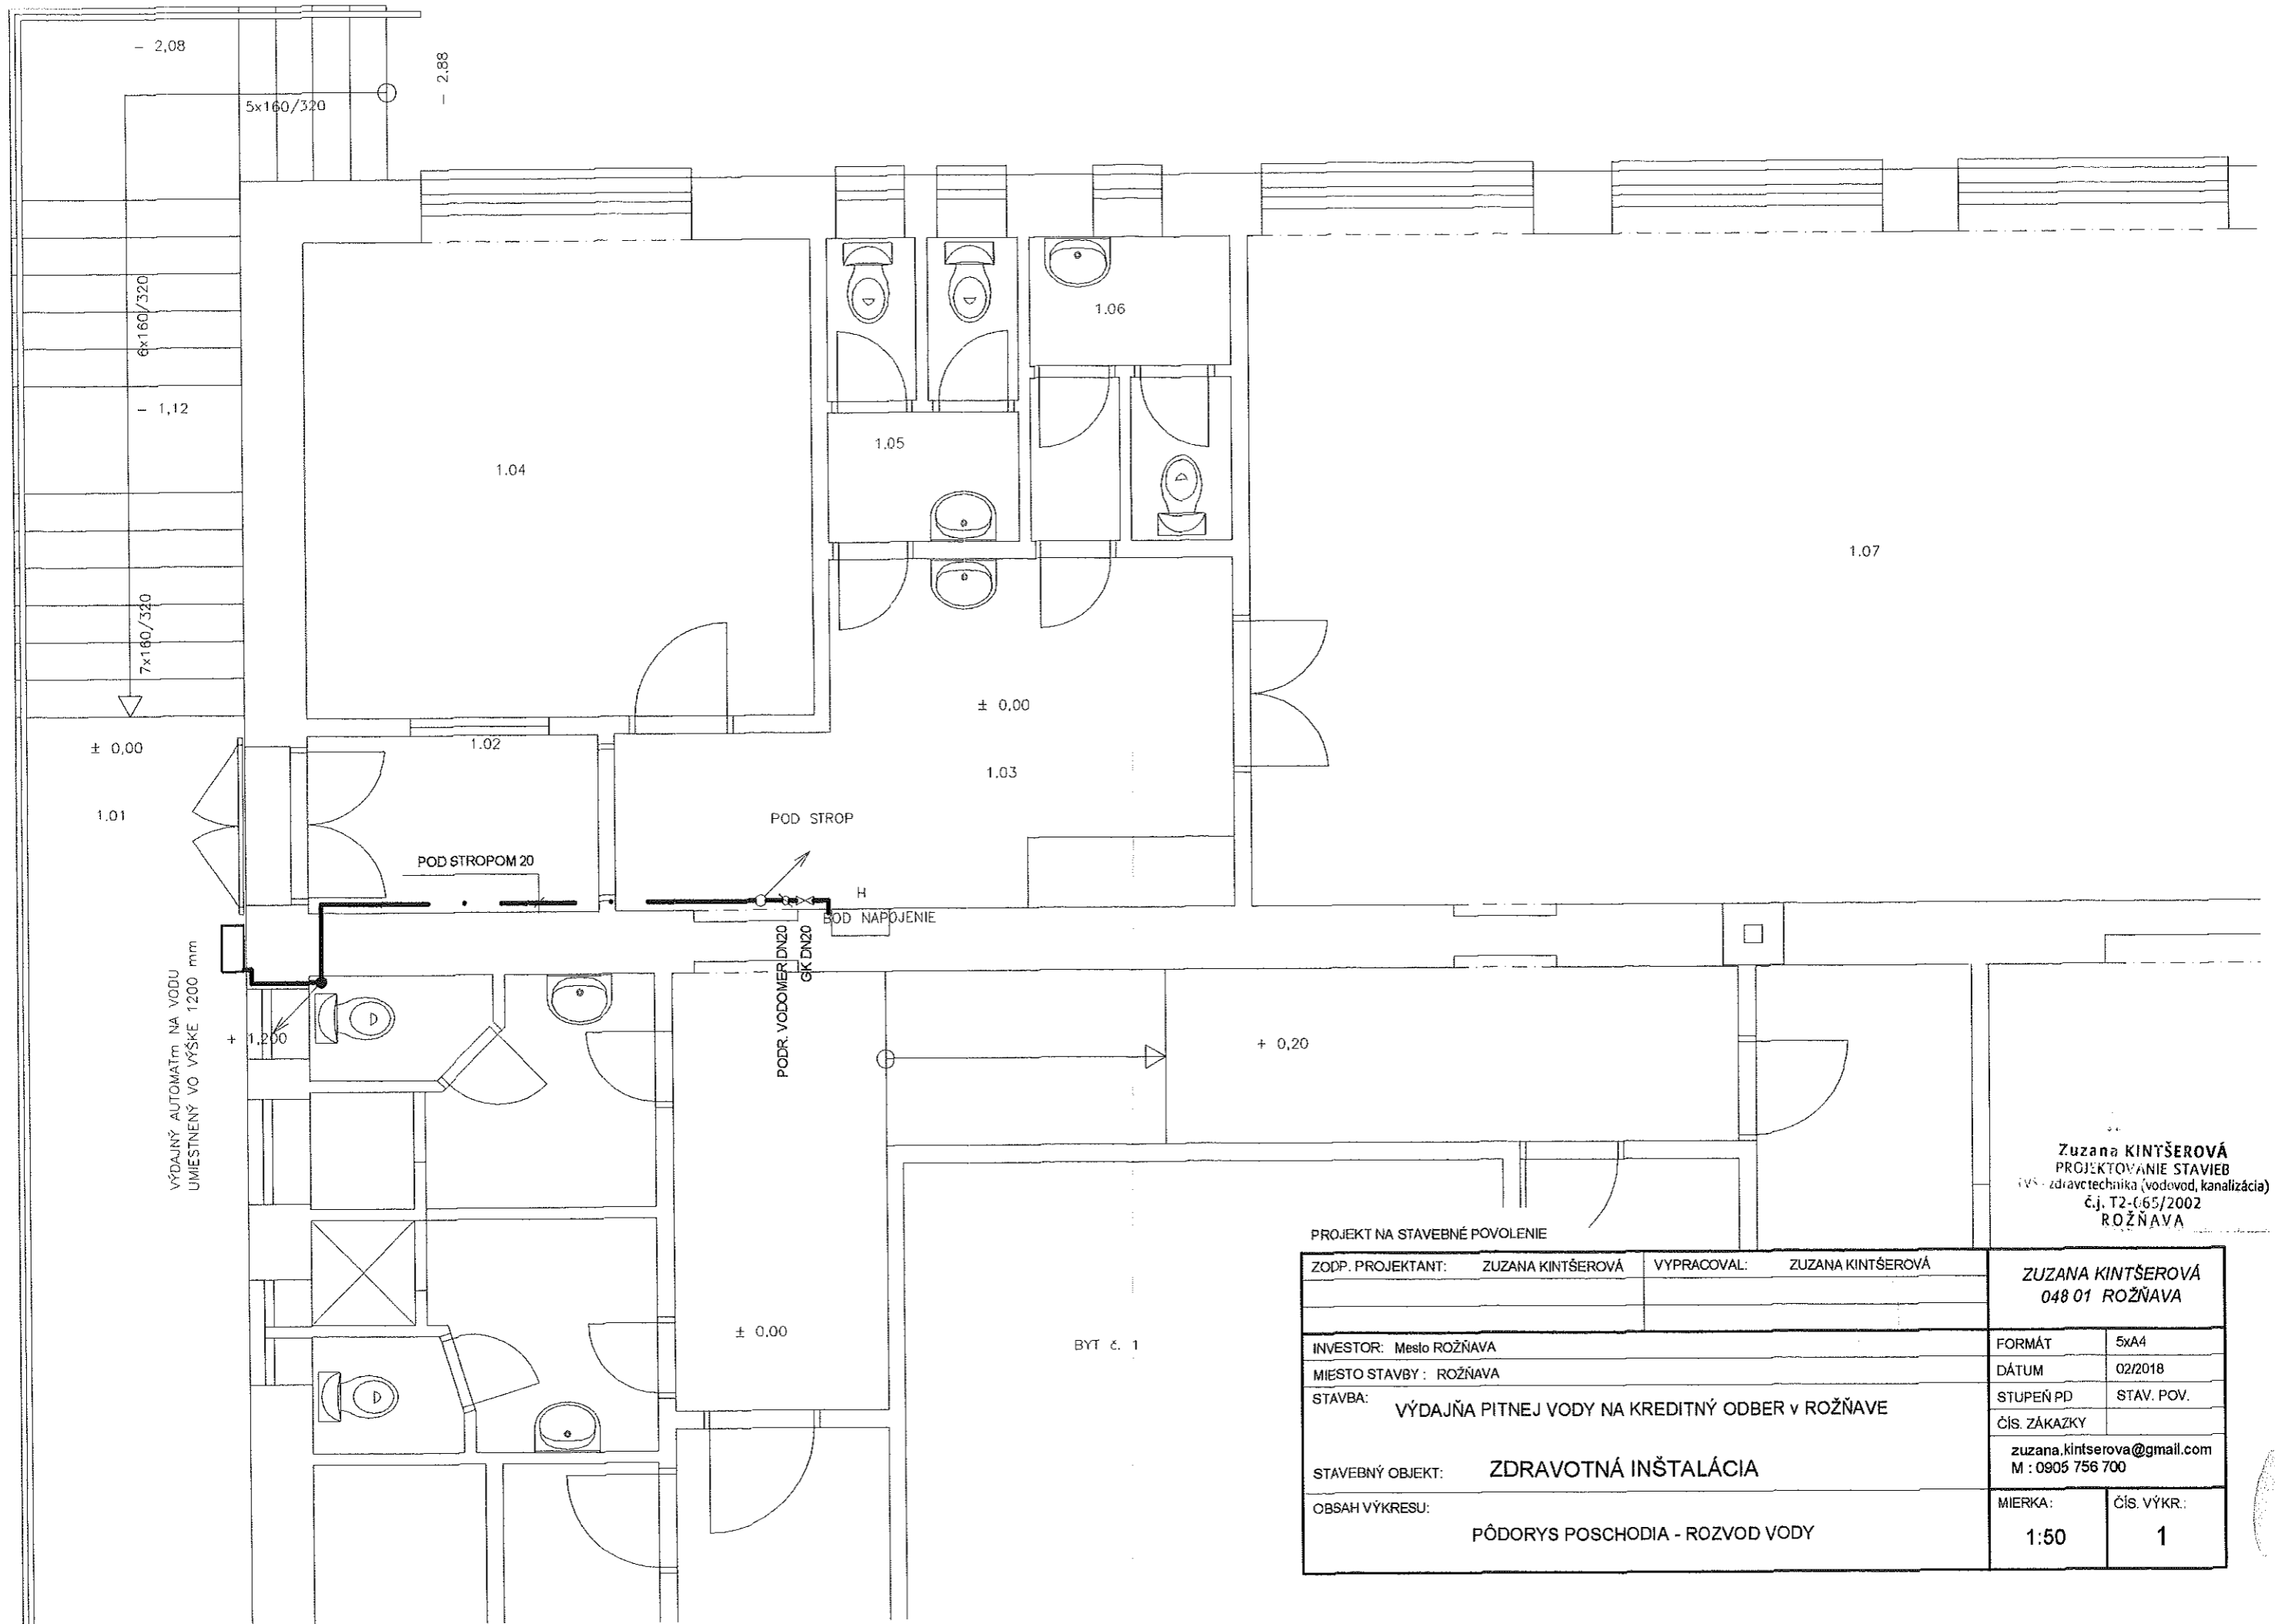 - 2,08
- 2.88
5x160/320
6x160/320
- 1,12
7x160/320
± 0,00
1.01
1.04
1.02
1.05
1.06
1.07
± 0,00
1.03
POD STROP
POD STROPOM 20
H
BOD NAPOJENIE
PODR. VODOMER DN20
GK DN20
VÝDAJNÝ AUTOMATm NA VODU
UMIESTNENÝ VO VÝŠKE 1200 mm
+ 1,200
+ 0,20
± 0.00
BYT č. 1
Zuzana KINTŠEROVÁ
PROJEKTOVANIE STAVIEB
zdravotechnika (vodovod, kanalizácia)
č.j. T2-065/2002
ROŽŇAVA
PROJEKT NA STAVEBNÉ POVOLENIE
ZODP. PROJEKTANT: ZUZANA KINTŠEROVÁ VYPRACOVAL: ZUZANA KINTŠEROVÁ
ZUZANA KINTŠEROVÁ
048 01 ROŽŇAVA
INVESTOR: Mesto ROŽŇAVA
FORMÁT 5xA4
MIESTO STAVBY : ROŽŇAVA
DÁTUM 02/2018
STAVBA: VÝDAJŇA PITNEJ VODY NA KREDITNÝ ODBER v ROŽŇAVE
STUPEŇ PD STAV. POV.
ČÍS. ZÁKAZKY
zuzana.kintserova@gmail.com
M : 0905 756 700
STAVEBNÝ OBJEKT: ZDRAVOTNÁ INŠTALÁCIA
OBSAH VÝKRESU:
PÔDORYS POSCHODIA - ROZVOD VODY
MIERKA: ČÍS. VÝKR.:
1:50 1